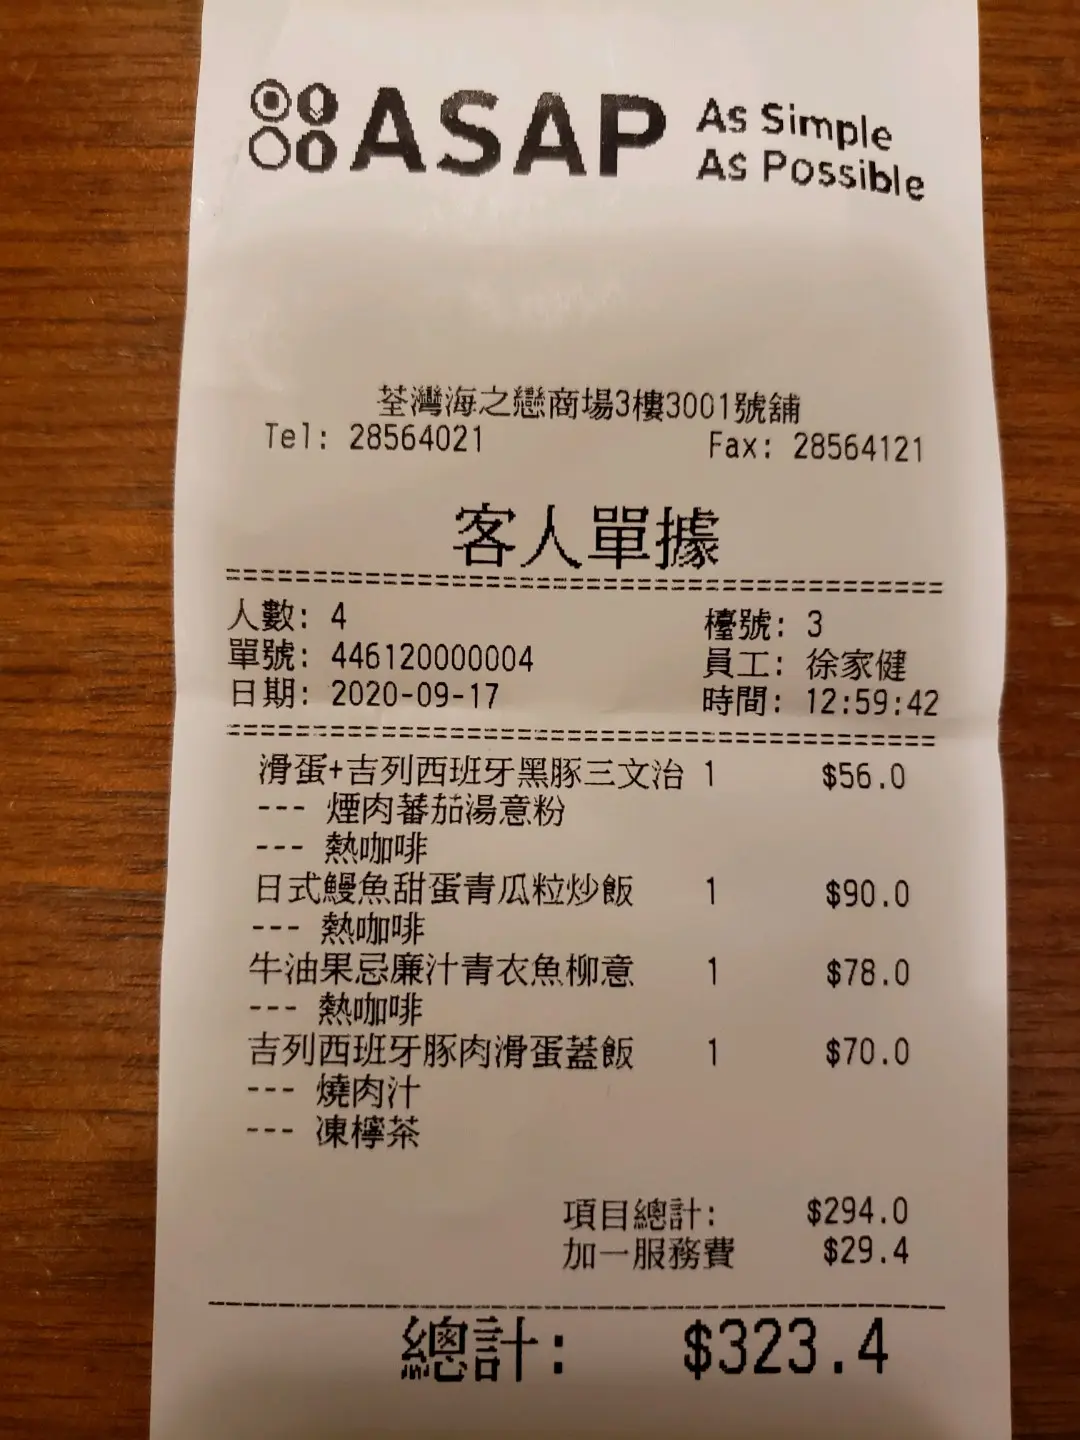 ASAP As Simple As Possible
荃灣海之戀商場3樓3001號舖
Tel: 28564021 Fax: 28564121
客人單據
人數: 4 檯號: 3
單號: 446120000004 員工: 徐家健
日期: 2020-09-17 時間: 12:59:42
滑蛋+吉列西班牙黑豚三文治 1 $56.0
--- 煙肉蕃茄湯意粉
--- 熱咖啡
日式鰻魚甜蛋青瓜粒炒飯 1 $90.0
--- 熱咖啡
牛油果忌廉汁青衣魚柳意 1 $78.0
--- 熱咖啡
吉列西班牙豚肉滑蛋蓋飯 1 $70.0
--- 燒肉汁
--- 凍檸茶
項目總計: $294.0
加一服務費 $29.4
總計: $323.4